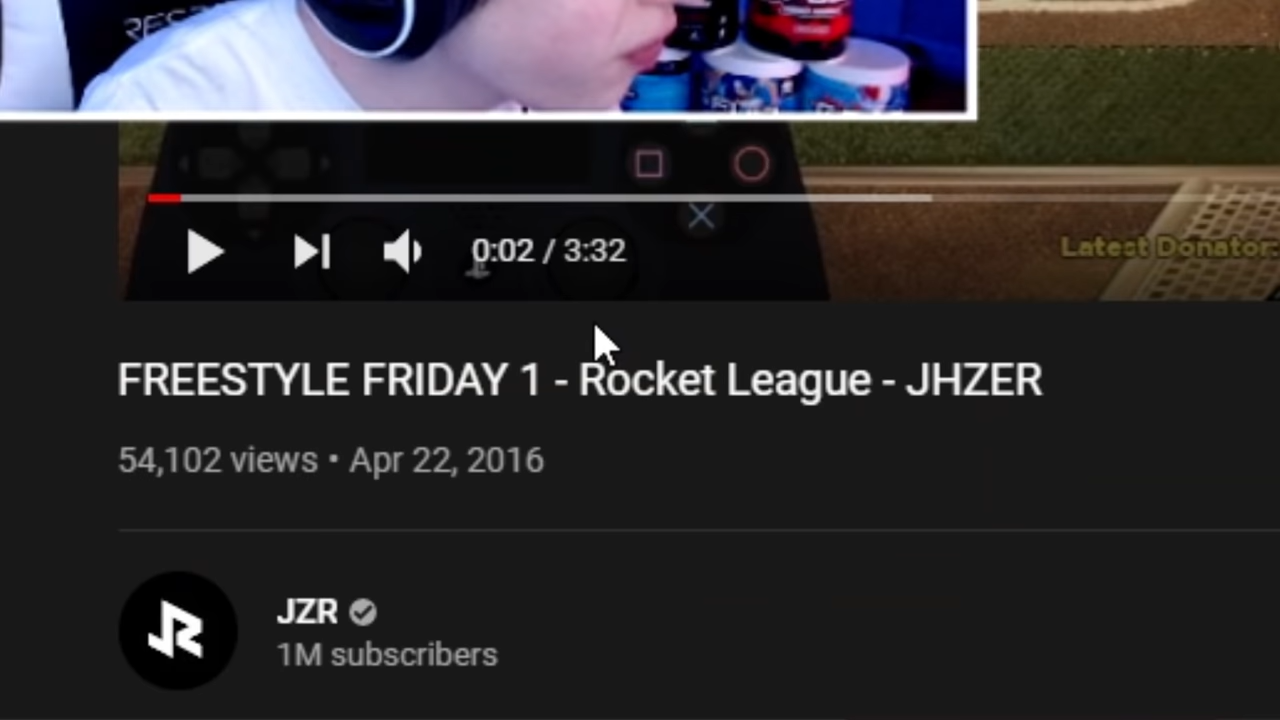 0:02 / 3:32
Latest Donator:
FREESTYLE FRIDAY 1 - Rocket League - JHZER
54,102 views • Apr 22, 2016
JZR
1M subscribers